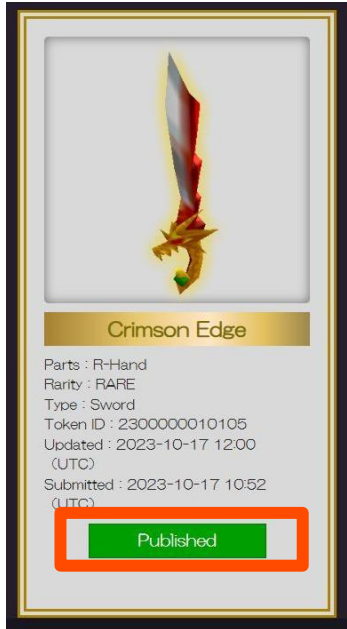 Crimson Edge
Parts：R-Hand
Rarity：RARE
Type：Sword
Token ID：2300000010105
Updated：2023-10-17 12:00
（UTC）
Submitted：2023-10-17 10:52
（UTC）
Published